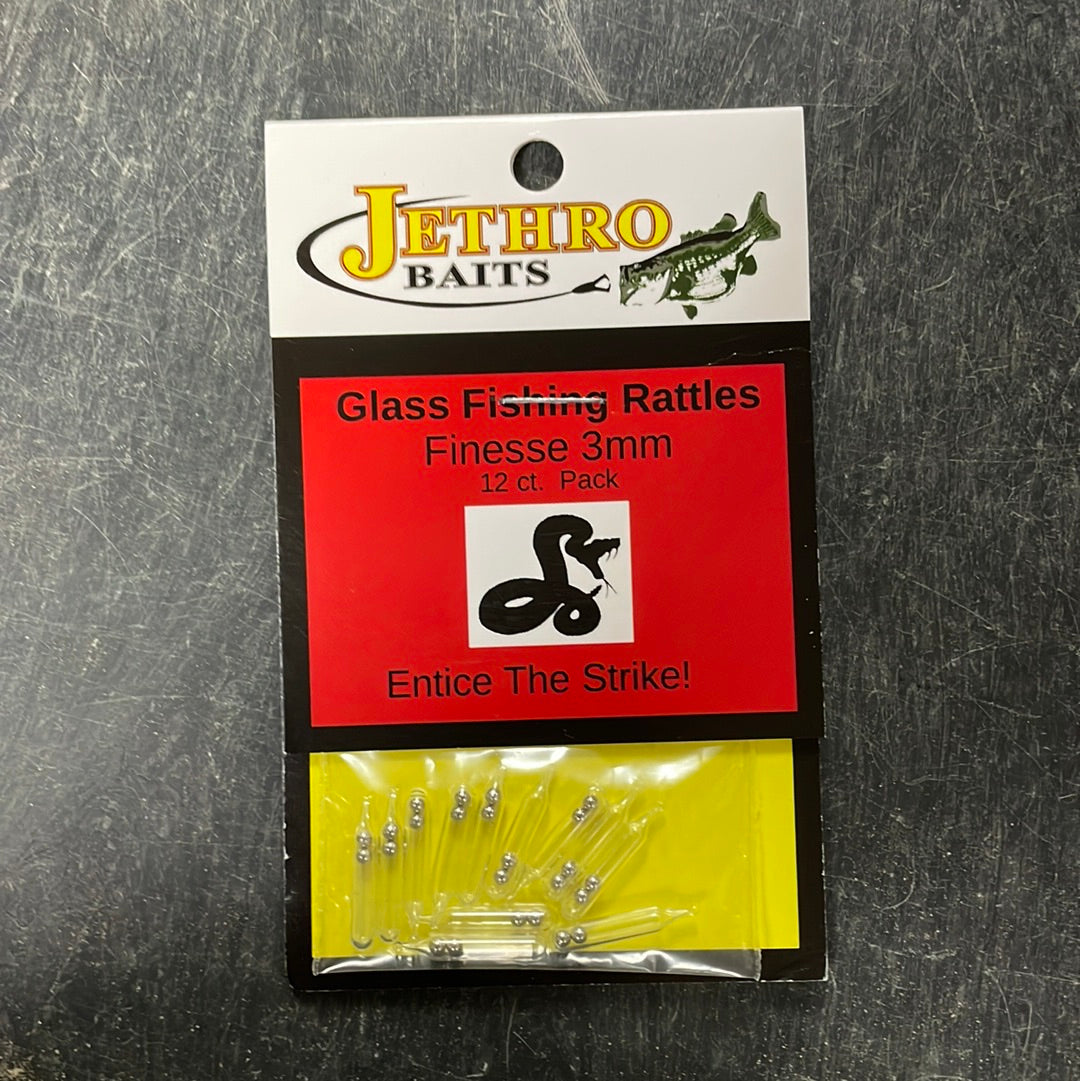 JETHRO
BAITS
Glass Fishing Rattles
Finesse 3mm
12 ct. Pack
Entice The Strike!